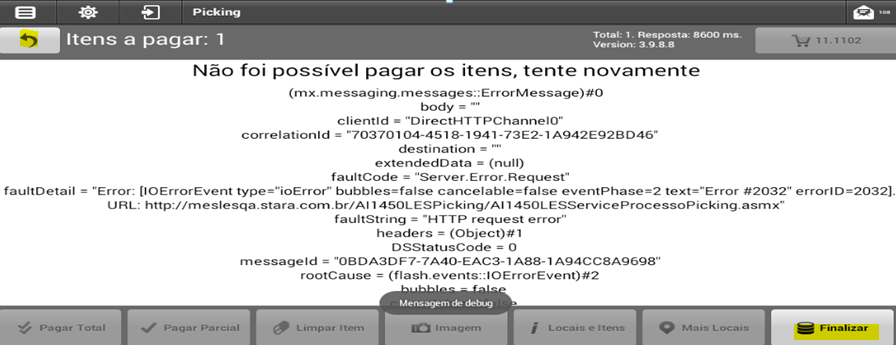 Picking
108
Itens a pagar: 1
Total: 1. Resposta: 8600 ms.
Version: 3.9.8.8
11.1102
Não foi possível pagar os itens, tente novamente
(mx.messaging.messages::ErrorMessage)#0
body = ""
clientId = "DirectHTTPChannel0"
correlationId = "70370104-4518-1941-73E2-1A942E92BD46"
destination = ""
extendedData = (null)
faultCode = "Server.Error.Request"
faultDetail = "Error: [IOErrorEvent type="ioError" bubbles=false cancelable=false eventPhase=2 text="Error #2032" errorID=2032].
URL: http://meslesqa.stara.com.br/AI1450LESPicking/AI1450LESServiceProcessoPicking.asmx"
faultString = "HTTP request error"
headers = (Object)#1
DSStatusCode = 0
messageId = "0BDA3DF7-7A40-EAC3-1A88-1A94CC8A9698"
rootCause = (flash.events::IOErrorEvent)#2
bubbles = false
Mensagem de debug
Pagar Total
Pagar Parcial
Limpar Item
Imagem
Locais e Itens
Mais Locais
Finalizar